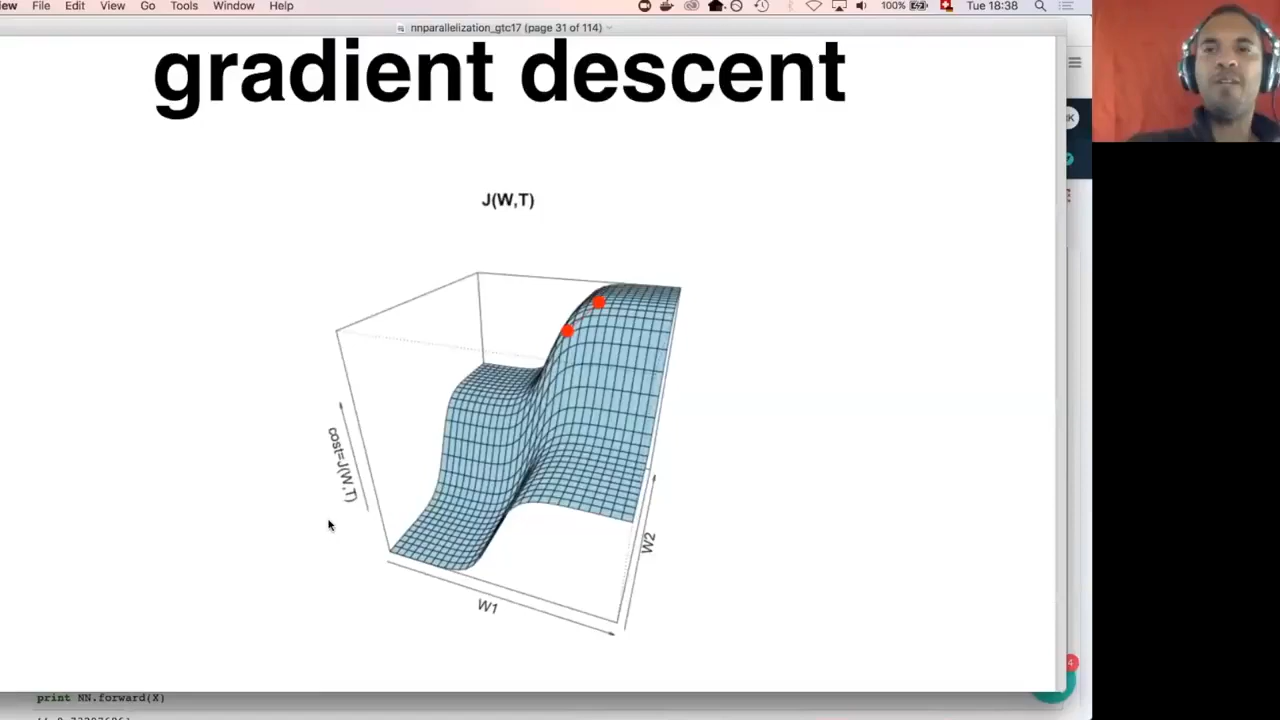 iew File Edit View Go Tools Window Help 100% Tue 18:38
nnparallelization_gtc17 (page 31 of 114)
gradient descent
K
J(W,T)
cost=J(W,T)
W2
W1
4
print NN.forward(X)